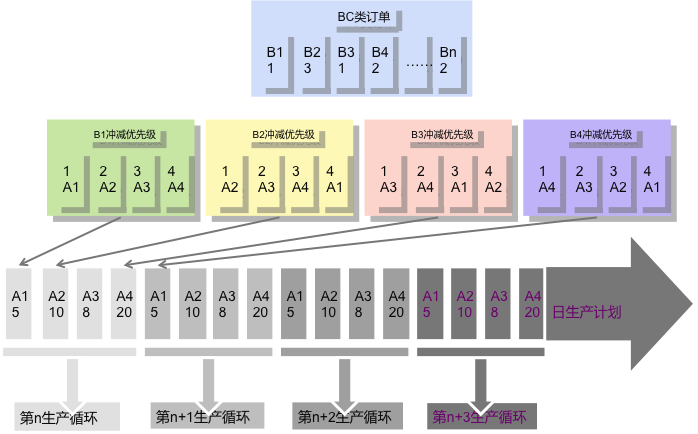 BC类订单
B1 B2 B3 B4 …… Bn
1 3 1 2 2
B1冲减优先级 B2冲减优先级 B3冲减优先级 B4冲减优先级
1 2 3 4 1 2 3 4 1 2 3 4 1 2 3 4
A1 A2 A3 A4 A2 A3 A4 A1 A3 A4 A1 A2 A4 A3 A2 A1
A1 A2 A3 A4 A1 A2 A3 A4 A1 A2 A3 A4 A1 A2 A3 A4
5 10 8 20 5 10 8 20 5 10 8 20 5 10 8 20
日生产计划
第n生产循环 第n+1生产循环 第n+2生产循环 第n+3生产循环